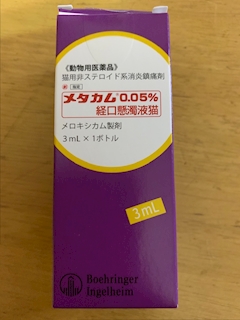 《動物用医薬品》
猫用非ステロイド系消炎鎮痛剤
メタカム® 0.05%
経口懸濁液猫
メロキシカム製剤
3mL×1ボトル
3mL
Boehringer
Ingelheim